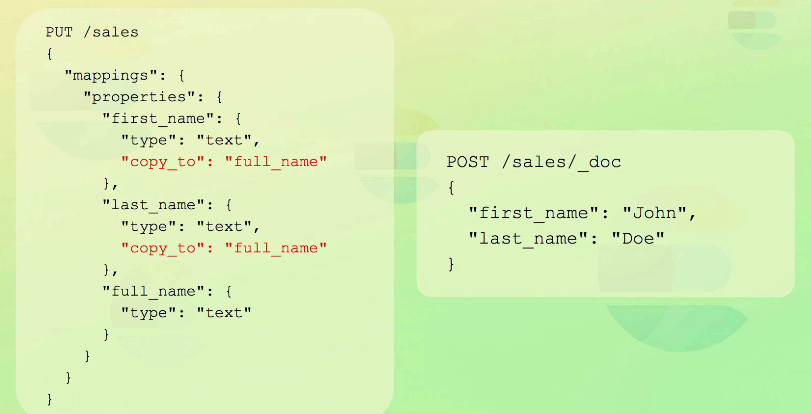 PUT /sales
{
  "mappings": {
    "properties": {
      "first_name": {
        "type": "text",
        "copy_to": "full_name"
      },
      "last_name": {
        "type": "text",
        "copy_to": "full_name"
      },
      "full_name": {
        "type": "text"
      }
    }
  }
}
POST /sales/_doc
{
  "first_name": "John",
  "last_name": "Doe"
}